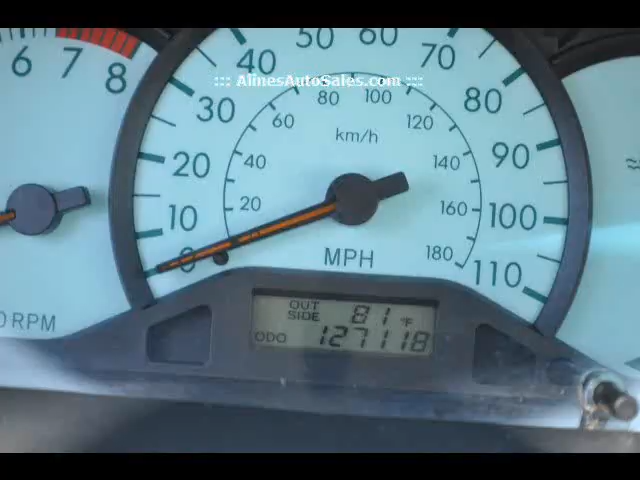 ::: AlinesAutoSales.com :::
6 7 8
0 RPM
0 10 20 30 40 50 60 70 80 90 100 110
20 40 60 80 100 120 140 160 180
km/h
MPH
OUT SIDE 81 °F
ODO 127118